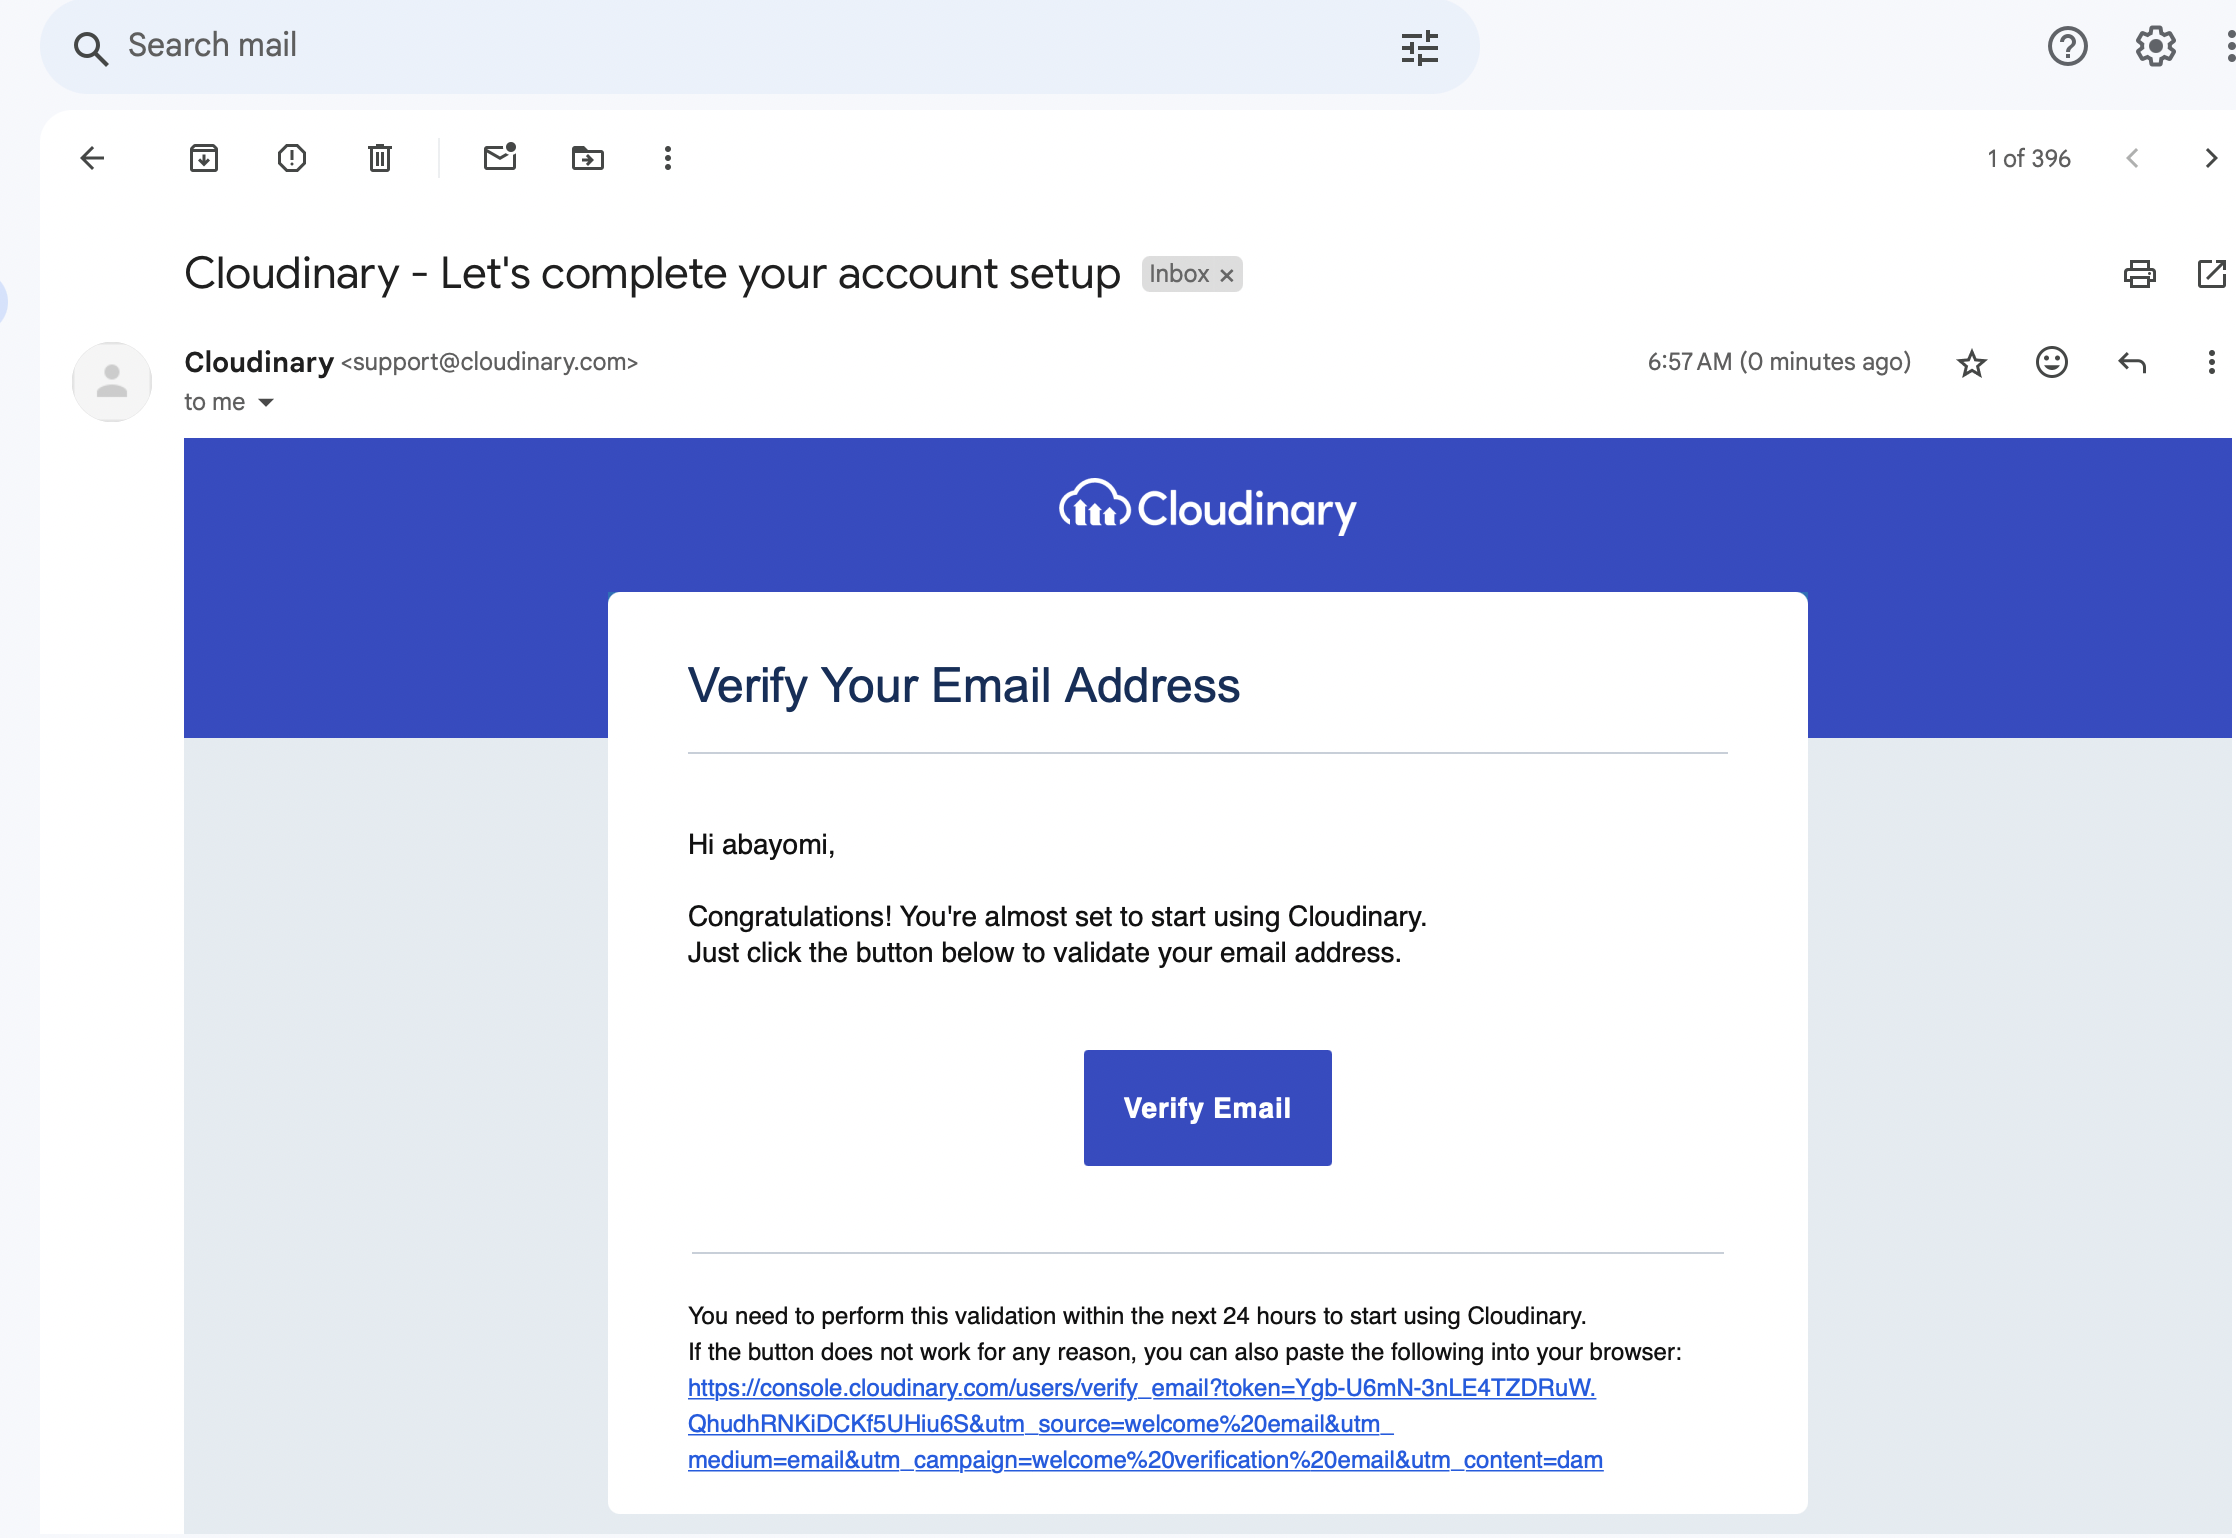 Search mail
1 of 396
Cloudinary - Let's complete your account setup Inbox ×
Cloudinary <support@cloudinary.com> 6:57 AM (0 minutes ago)
to me
Cloudinary
Verify Your Email Address
Hi abayomi,
Congratulations! You're almost set to start using Cloudinary.
Just click the button below to validate your email address.
Verify Email
You need to perform this validation within the next 24 hours to start using Cloudinary.
If the button does not work for any reason, you can also paste the following into your browser:
https://console.cloudinary.com/users/verify_email?token=Ygb-U6mN-3nLE4TZDRuW.
QhudhRNKiDCKf5UHiu6S&utm_source=welcome%20email&utm_
medium=email&utm_campaign=welcome%20verification%20email&utm_content=dam